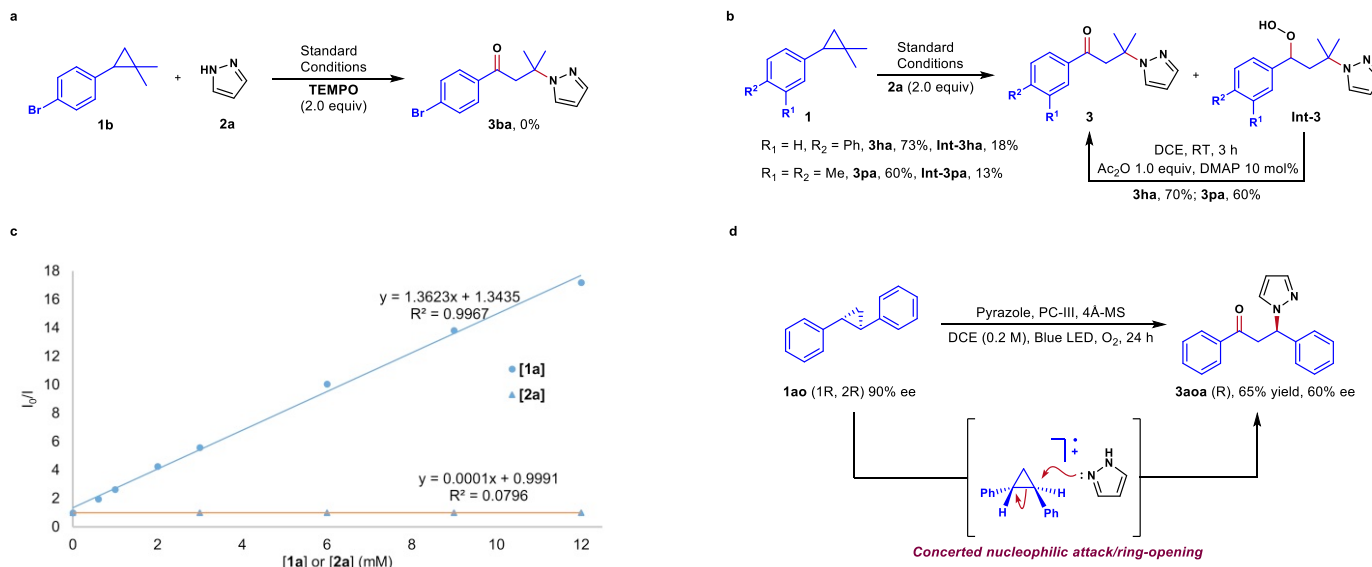 a
Br
1b
+
HN
N
2a
Standard
Conditions
TEMPO
(2.0 equiv)
O
N
N
Br
3ba, 0%
b
R²
R¹
1
Standard
Conditions
2a (2.0 equiv)
O
N
N
R²
R¹
3
+
HO
O
N
N
R²
R¹
Int-3
R₁ = H, R₂ = Ph, 3ha, 73%, Int-3ha, 18%
R₁ = R₂ = Me, 3pa, 60%, Int-3pa, 13%
DCE, RT, 3 h
Ac₂O 1.0 equiv, DMAP 10 mol%
3ha, 70%; 3pa, 60%
c
I₀/I
18
16
14
12
10
8
6
4
2
0
y = 1.3623x + 1.3435
R² = 0.9967
[1a]
[2a]
y = 0.0001x + 0.9991
R² = 0.0796
0
2
4
6
8
10
12
[1a] or [2a] (mM)
d
1ao (1R, 2R) 90% ee
Pyrazole, PC-III, 4Å-MS
DCE (0.2 M), Blue LED, O₂, 24 h
O
N
N
3aoa (R), 65% yield, 60% ee
Ph
H
Ph
H
•
+
:N
H
N
Concerted nucleophilic attack/ring-opening